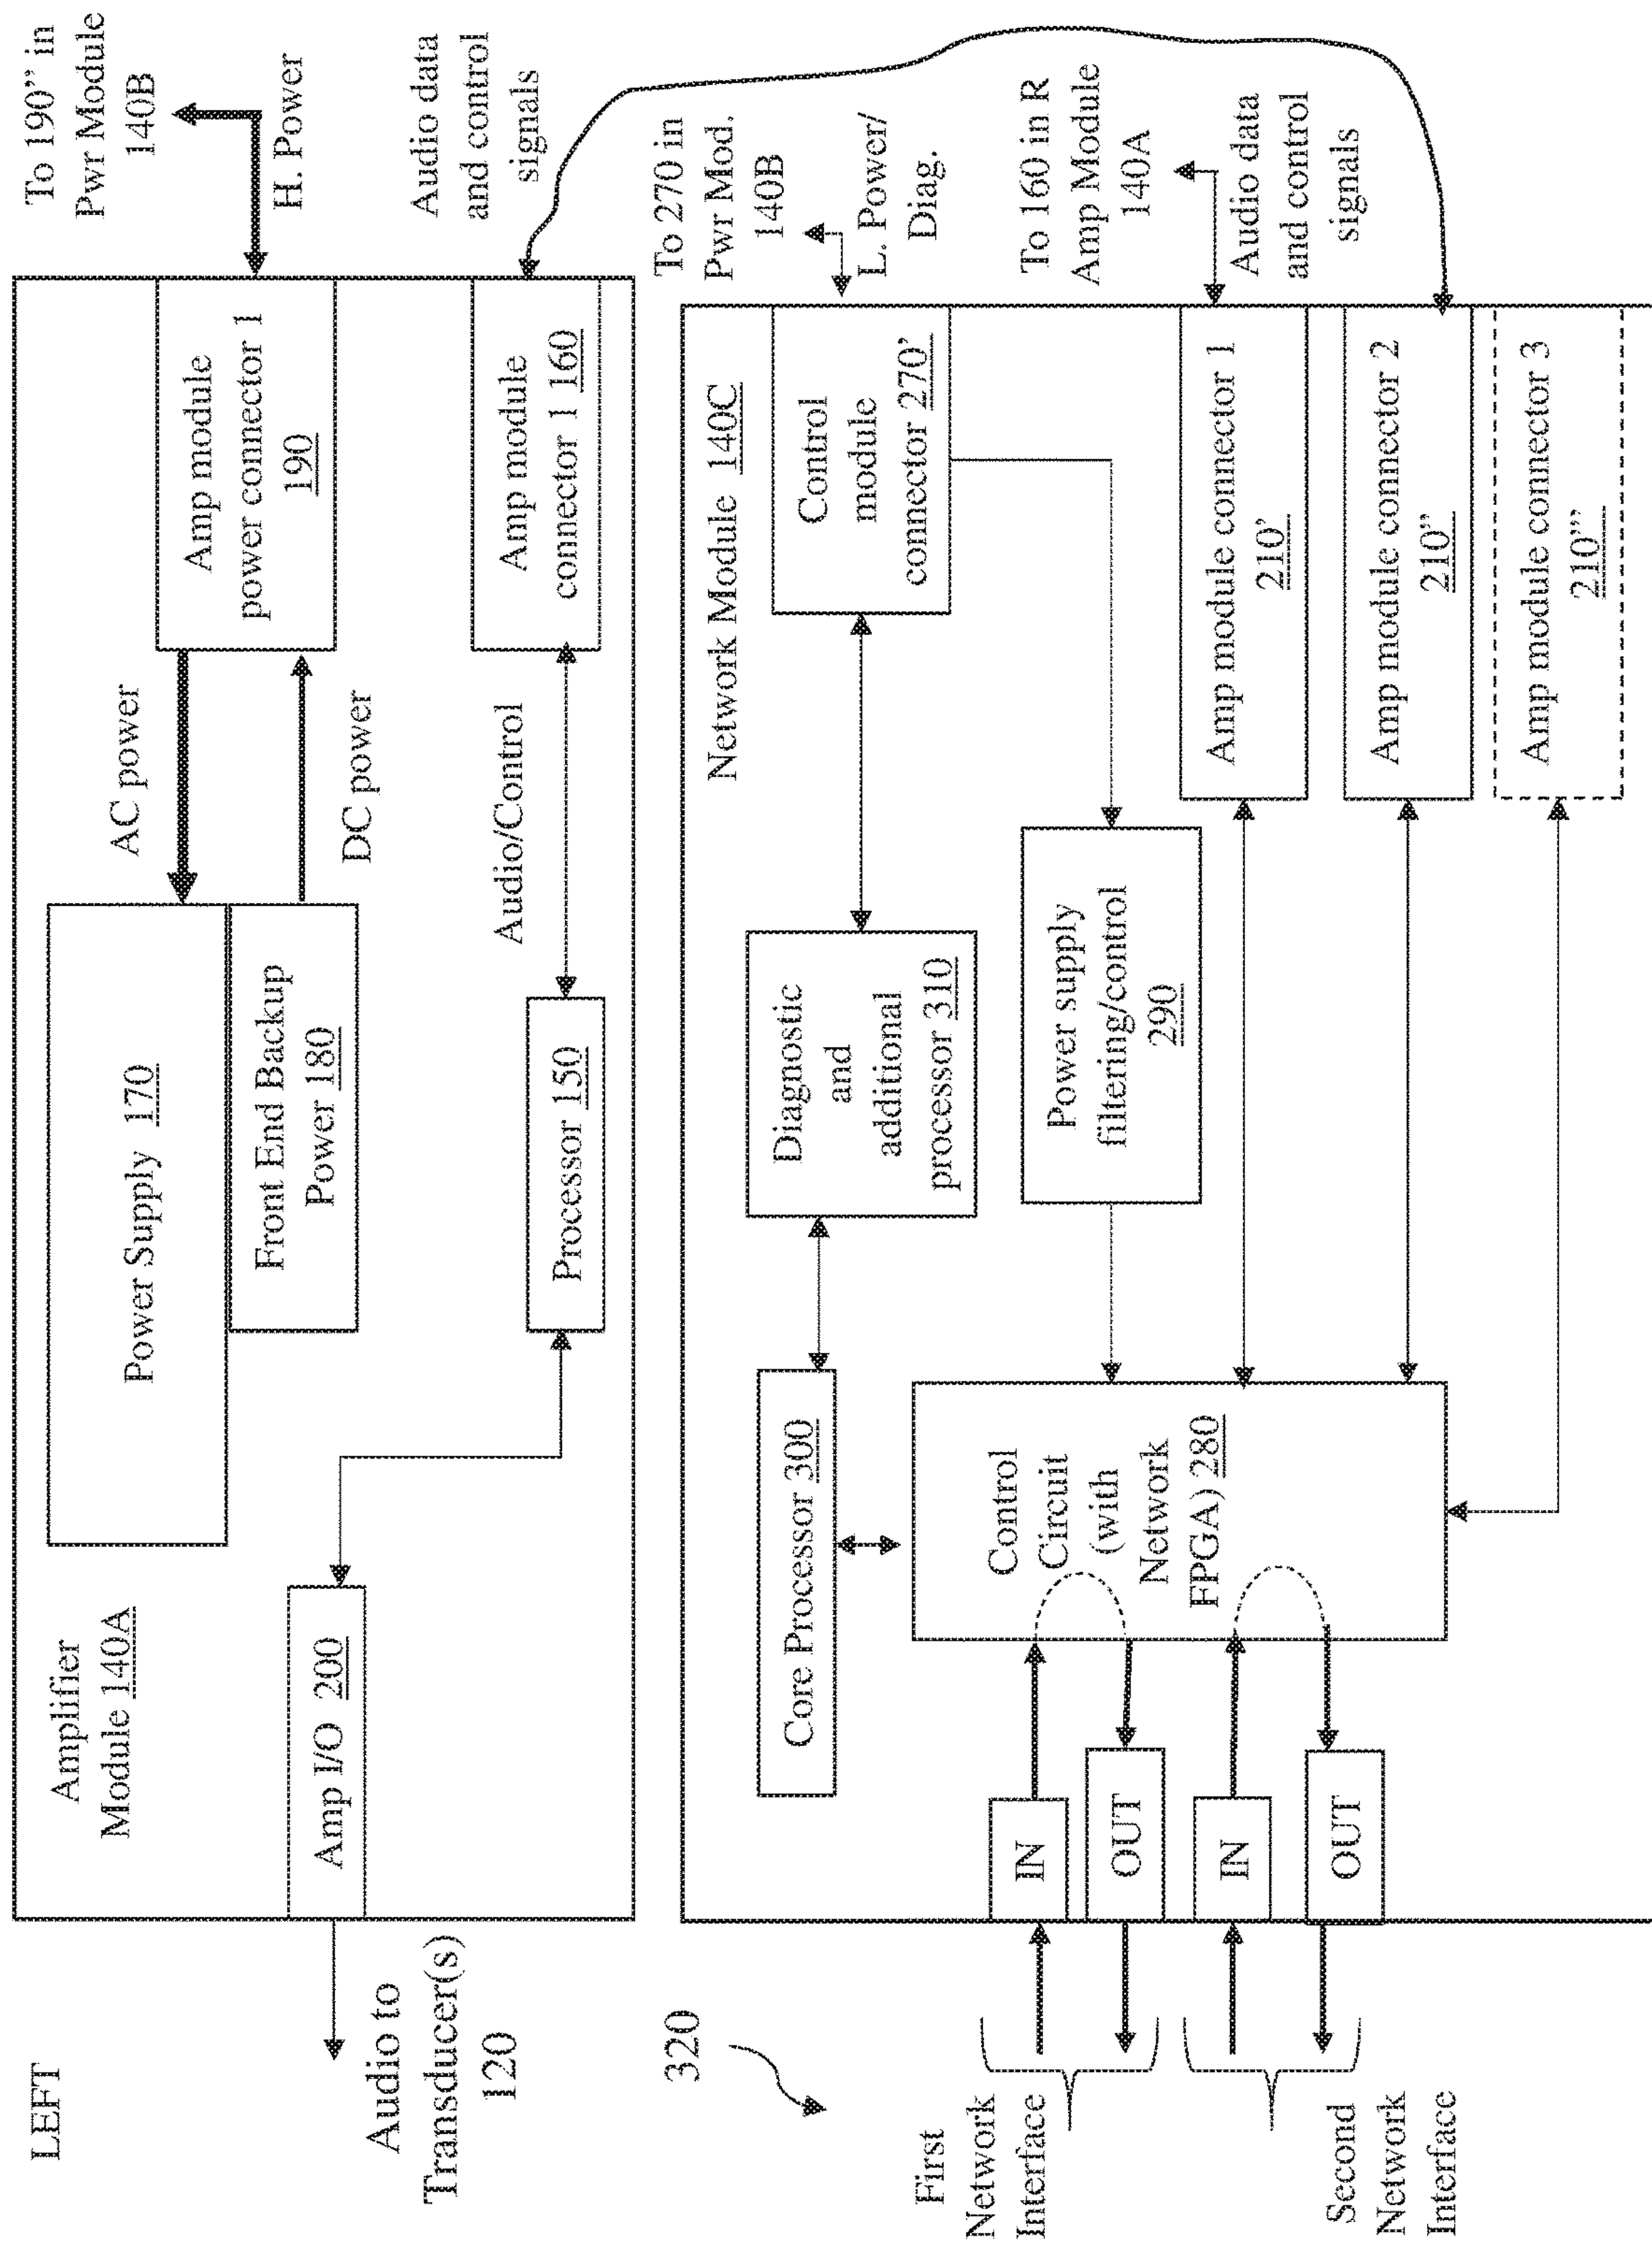 LEFT
Audio to
Transducer(s)
120
Amplifier
Module 140A
Amp I/O 200
Power Supply 170
Front End Backup
Power 180
Processor 150
AC power
DC power
Audio/Control
Amp module
power connector 1
190
Amp module
connector 1 160
To 190” in
Pwr Module
140B
H. Power
Audio data
and control
signals
320
First
Network
Interface
Second
Network
Interface
IN
OUT
IN
OUT
Network Module 140C
Core Processor 300
Control
Circuit
(with
Network
FPGA) 280
Diagnostic
and
additional
processor 310
Power supply
filtering/control
290
Control
module
connector 270’
Amp module connector 1
210’
Amp module connector 2
210”
Amp module connector 3
210”’
To 270 in
Pwr Mod.
140B
L. Power/
Diag.
To 160 in R
Amp Module
140A
Audio data
and control
signals